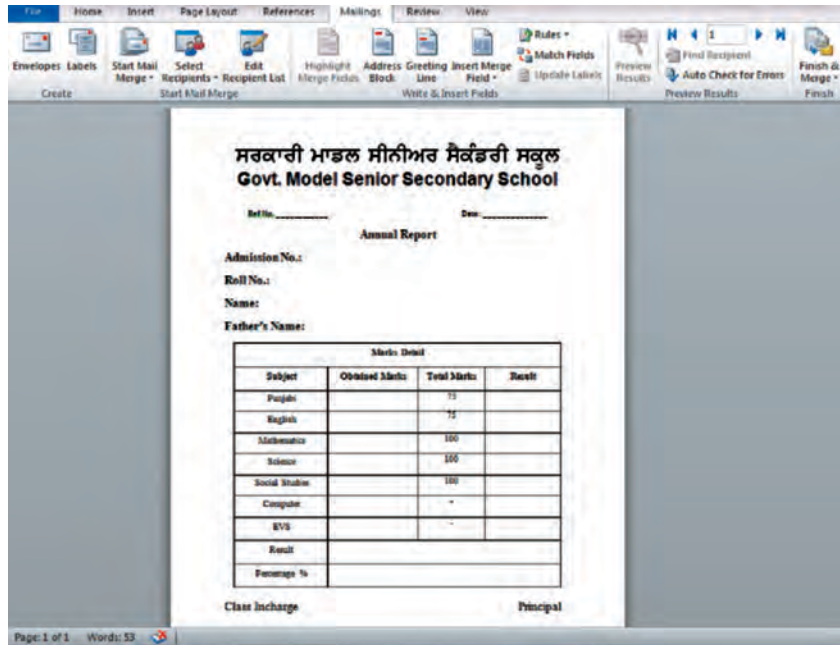 File Home Insert Page Layout References Mailings Review View
Envelopes Labels Start Mail Merge Select Recipients Edit Recipient List Highlight Merge Fields Address Block Greeting Line Insert Merge Field Rules Match Fields Update Labels Preview Results 1 Find Recipient Auto Check for Errors Finish & Merge
Create Start Mail Merge Write & Insert Fields Preview Results Finish
ਸਰਕਾਰੀ ਮਾਡਲ ਸੀਨੀਅਰ ਸੈਕੰਡਰੀ ਸਕੂਲ
Govt. Model Senior Secondary School
Ref No. ____________ Date: ______________
Annual Report
Admission No.:
Roll No.:
Name:
Father's Name:
Marks Detail
Subject Obtained Marks Total Marks Result
Punjabi 75
English 75
Mathematics 100
Science 100
Social Studies 100
Computer -
EVS -
Result
Percentage %
Class Incharge Principal
Page: 1 of 1 Words: 53